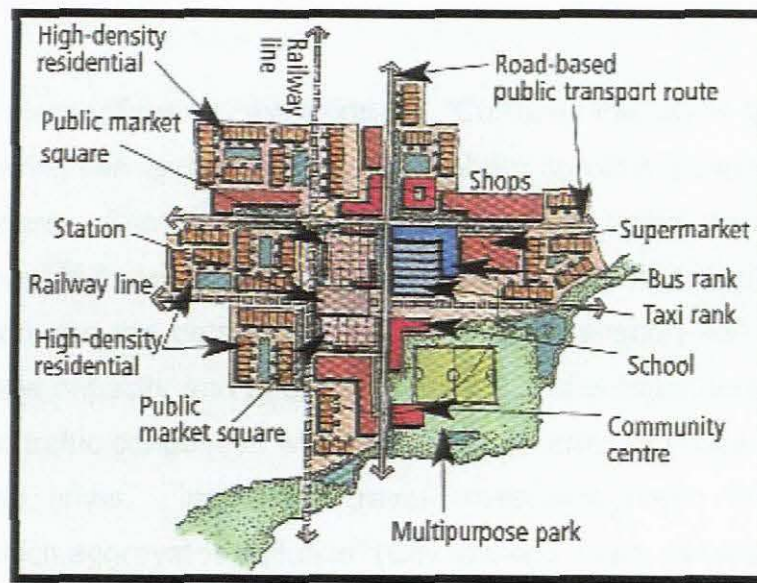 High-density
residential
Railway
line
Road-based
public transport route
Public market
square
Shops
Station
Supermarket
Railway line
Bus rank
Taxi rank
High-density
residential
School
Public
market square
Community
centre
Multipurpose park